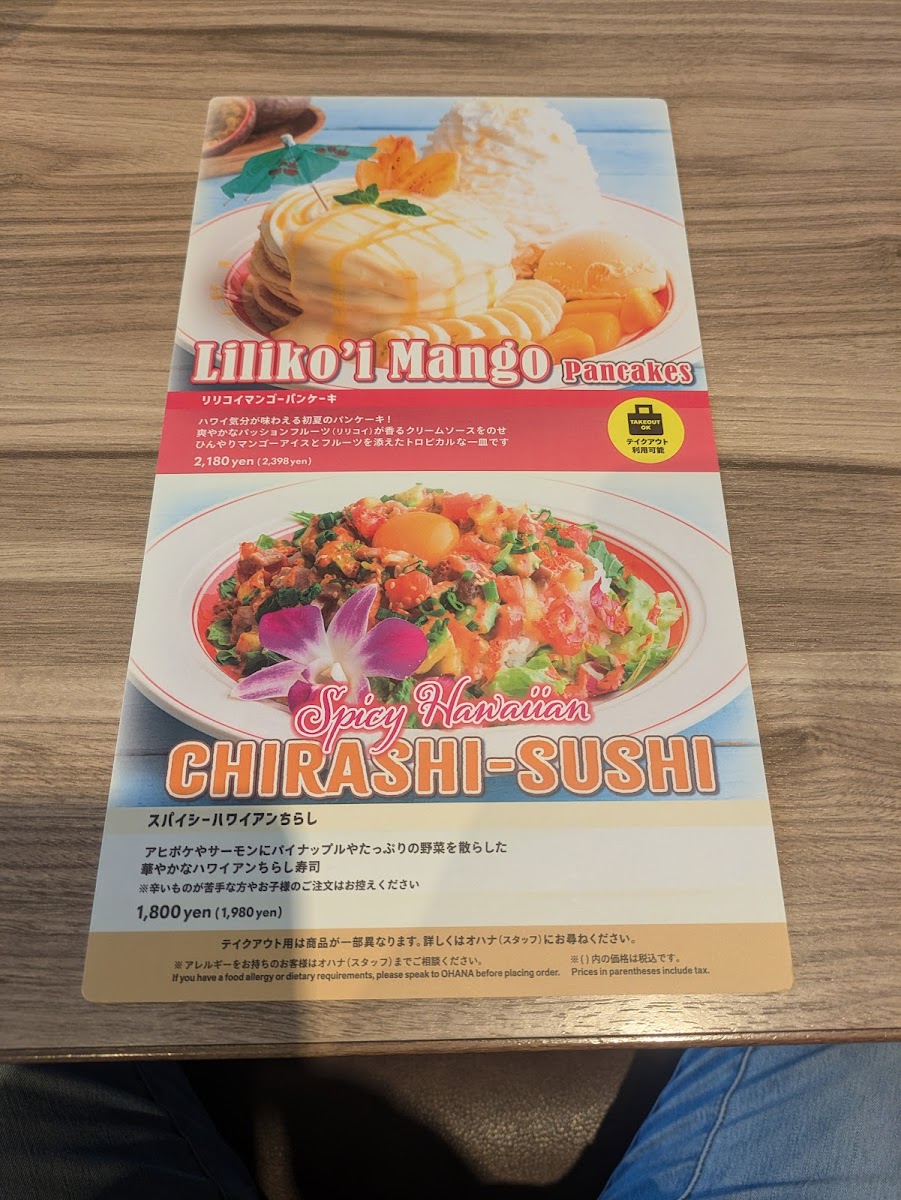 Liliko'i Mango Pancakes
リリコイマンゴーパンケーキ
ハワイ気分が味わえる初夏のパンケーキ！
爽やかなパッションフルーツ（リリコイ）が香るクリームソースをのせ
ひんやりマンゴーアイスとフルーツを添えたトロピカルな一皿です
2,180 yen (2,398 yen)
TAKEOUT
OK
テイクアウト
利用可能
Spicy Hawaiian
CHIRASHI-SUSHI
スパイシーハワイアンちらし
アヒポケやサーモンにパイナップルやたっぷりの野菜を散らした
華やかなハワイアンちらし寿司
※辛いものが苦手な方やお子様のご注文はお控えください
1,800 yen (1,980 yen)
テイクアウト用は商品が一部異なります。詳しくはオハナ（スタッフ）にお尋ねください。
※アレルギーをお持ちのお客様はオハナ（スタッフ）までご相談ください。
If you have a food allergy or dietary requirements, please speak to OHANA before placing order.
※( ) 内の価格は税込です。
Prices in parentheses include tax.